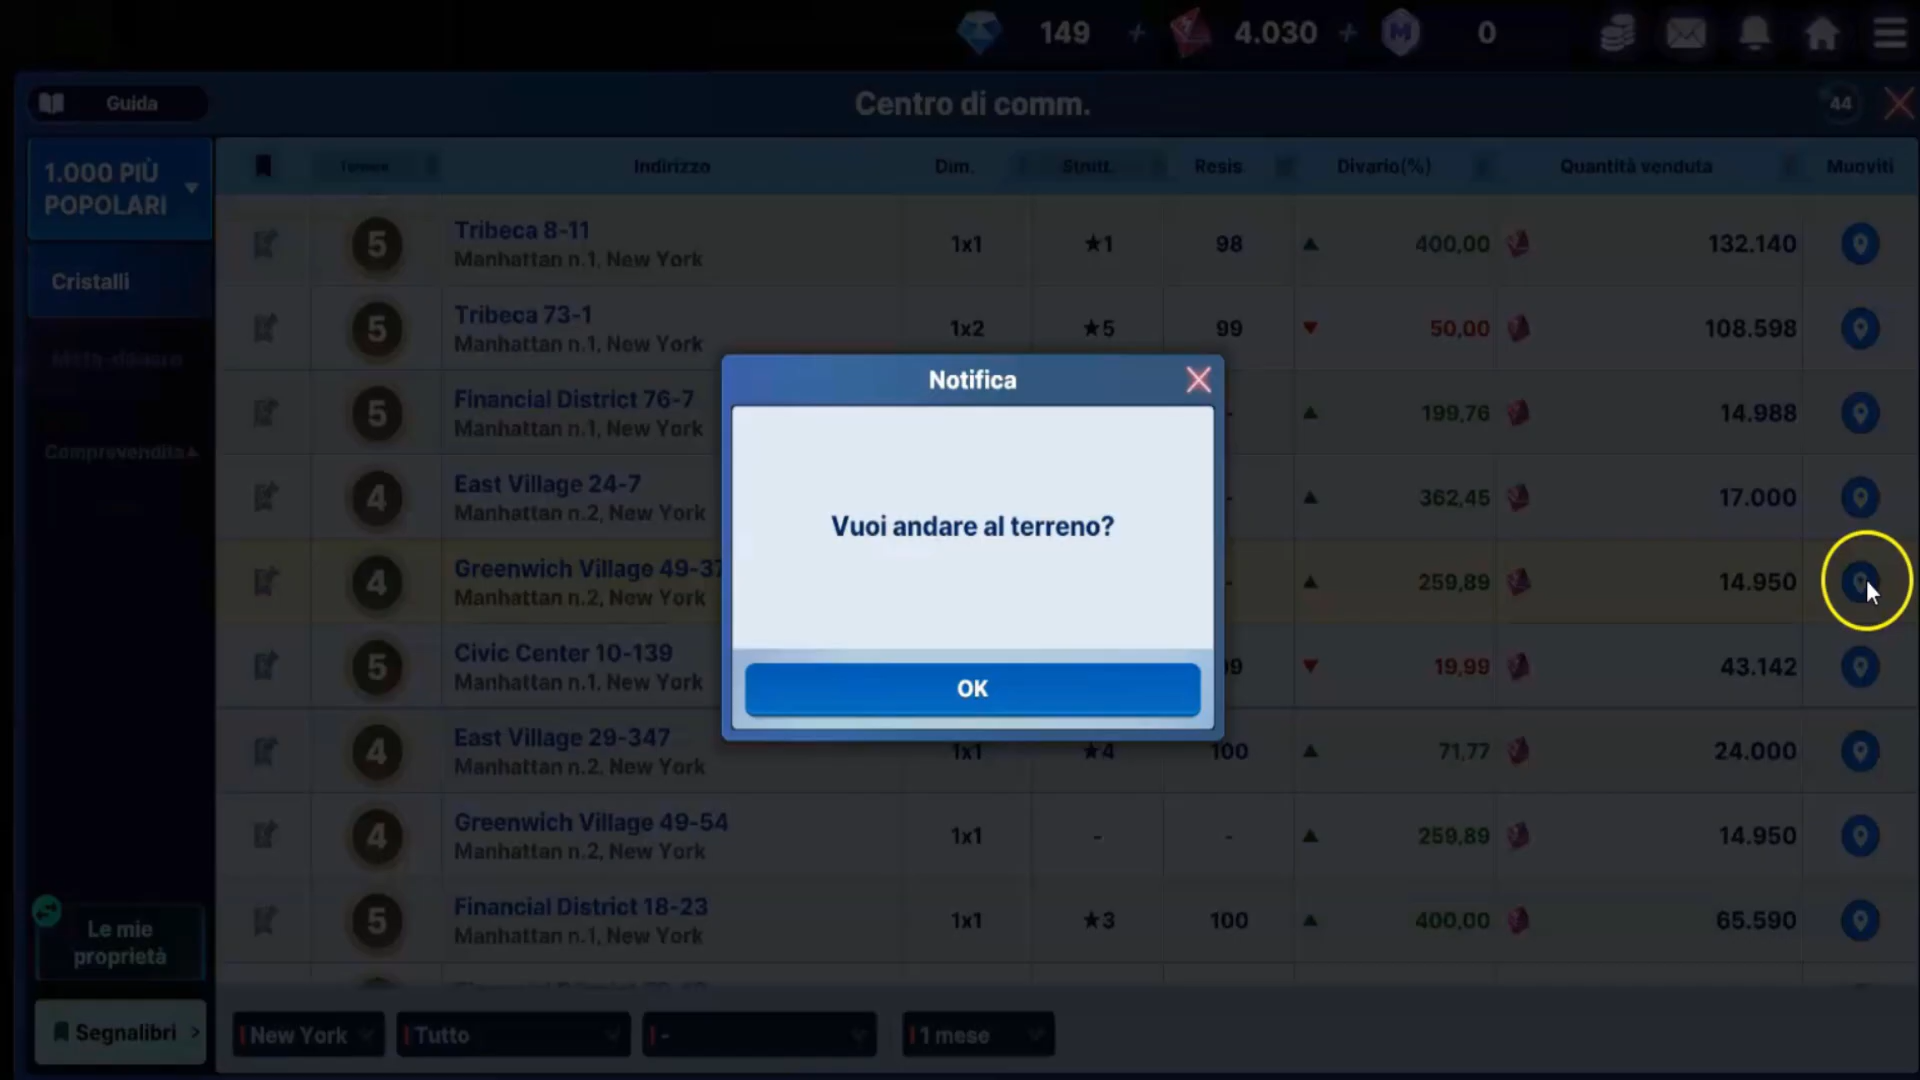 149 + 4.030 + M 0
Guida Centro di comm. 44
1.000 PIÙ
POPOLARI
Cristalli
Comprovendita
Le mie
proprietà
Segnalibri >
Indirizzo Dim. Strutt. Resis Divario(%) Quantità venduta Muoviti
5 Tribeca 8-11 1x1 ★1 98 ▲ 400,00 132.140
Manhattan n.1, New York
5 Tribeca 73-1 1x2 ★5 99 ▼ 50,00 108.598
Manhattan n.1, New York
5 Financial District 76-7 - ▲ 199,76 14.988
Manhattan n.1, New York
4 East Village 24-7 - ▲ 362,45 17.000
Manhattan n.2, New York
4 Greenwich Village 49-37 - ▲ 259,89 14.950
Manhattan n.2, New York
5 Civic Center 10-139 ▼ 19,99 43.142
Manhattan n.1, New York
4 East Village 29-347 1x1 ★4 100 ▲ 71,77 24.000
Manhattan n.2, New York
4 Greenwich Village 49-54 1x1 - - ▲ 259,89 14.950
Manhattan n.2, New York
5 Financial District 18-23 1x1 ★3 100 ▲ 400,00 65.590
Manhattan n.1, New York
New York Tutto - 1 mese
Notifica
Vuoi andare al terreno?
OK